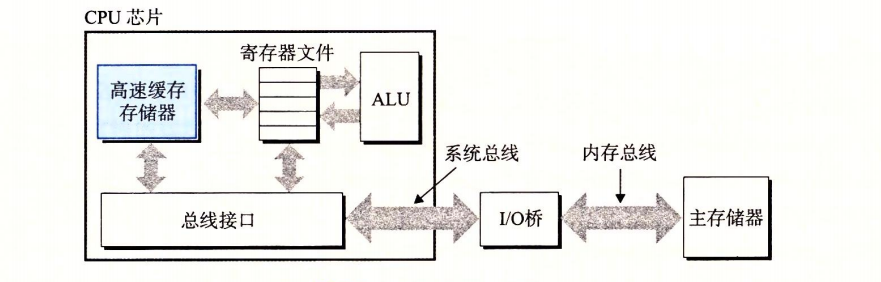 CPU 芯片
寄存器文件
高速缓存
存储器
ALU
系统总线
内存总线
总线接口
I/O桥
主存储器